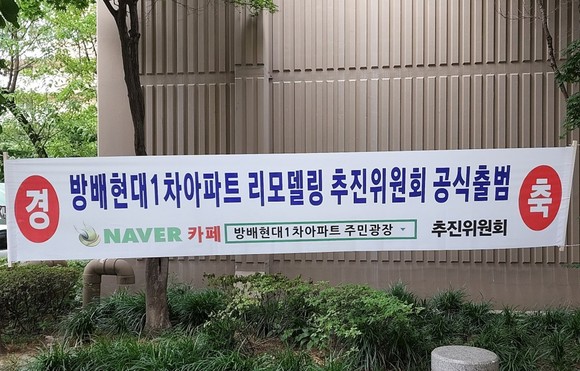 경 방배현대1차아파트 리모델링 추진위원회 공식출범 축
NAVER 카페 방배현대1차아파트 주민광장 추진위원회